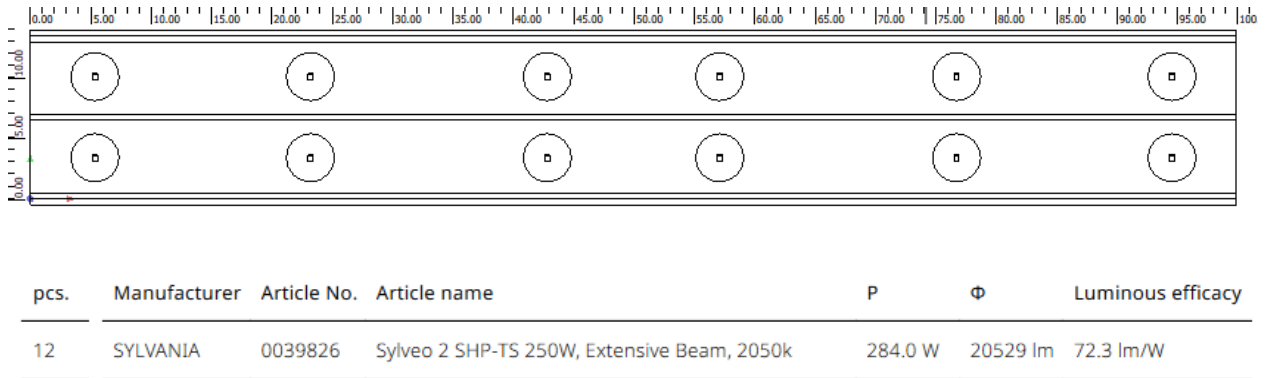 0.00 5.00 10.00 15.00 20.00 25.00 30.00 35.00 40.00 45.00 50.00 55.00 60.00 65.00 70.00 75.00 80.00 85.00 90.00 95.00 100
10.00
5.00
0.00
pcs. Manufacturer Article No. Article name P Φ Luminous efficacy
12 SYLVANIA 0039826 Sylveo 2 SHP-TS 250W, Extensive Beam, 2050k 284.0 W 20529 lm 72.3 lm/W